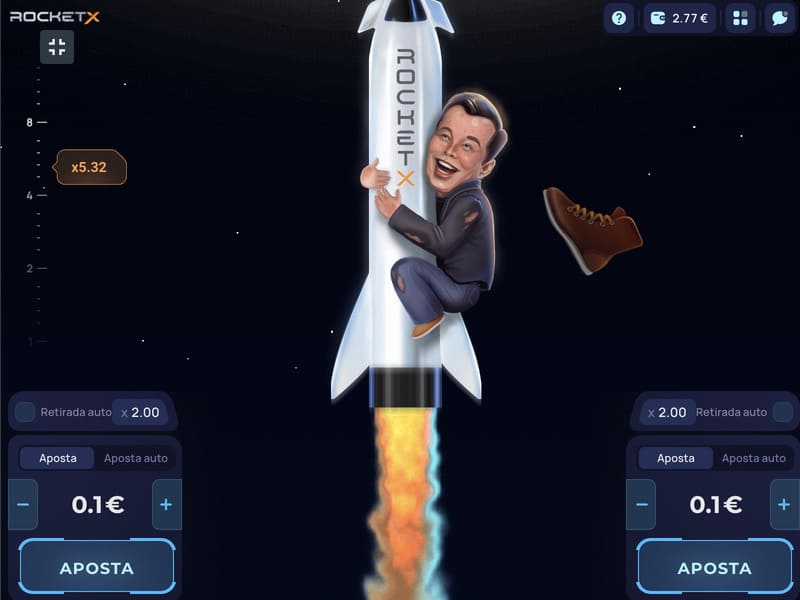 ROCKETX
? 2.77 €
ROCKETX
8
x5.32
4
2
1
Retirada auto x 2.00
x 2.00 Retirada auto
Aposta Aposta auto
Aposta Aposta auto
− 0.1 € +
− 0.1 € +
APOSTA
APOSTA